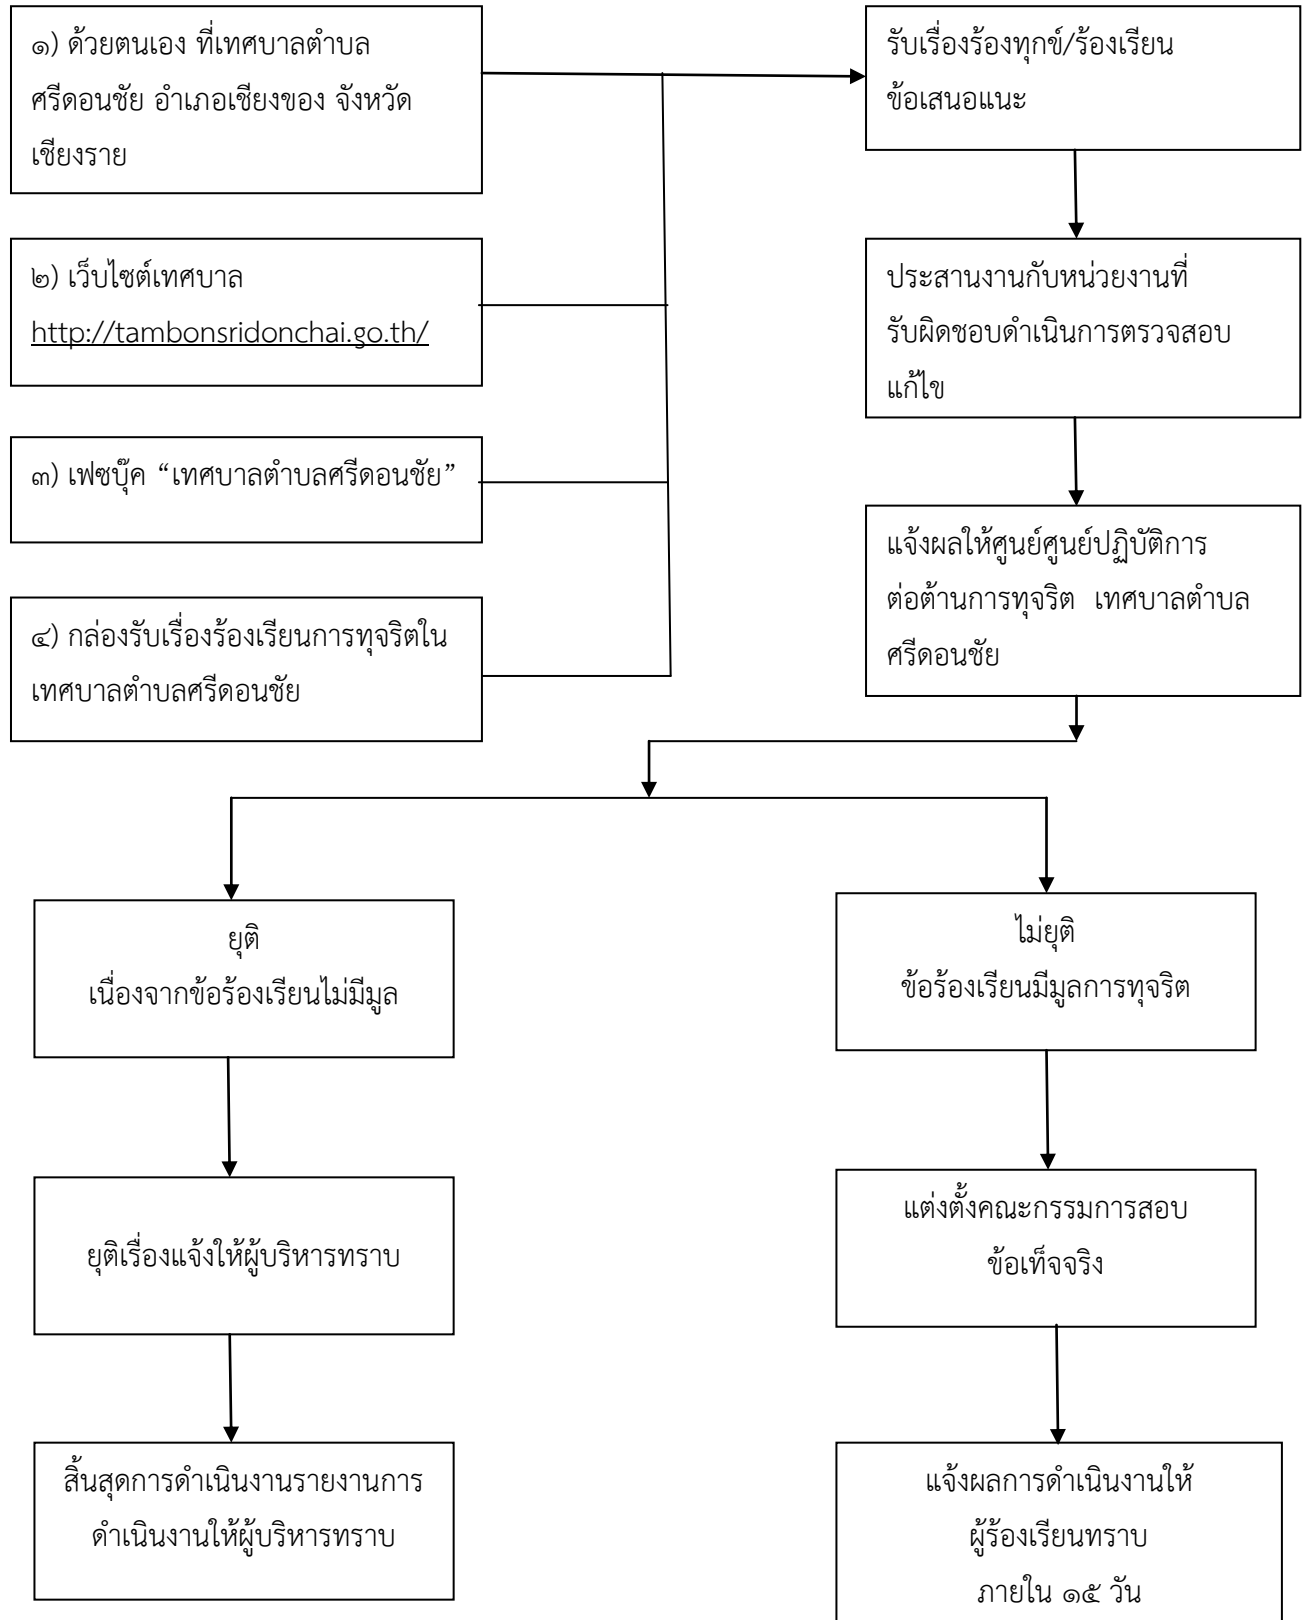 ๑) ด้วยตนเอง ที่เทศบาลตำบล
ศรีดอนชัย อำเภอเชียงของ จังหวัด
เชียงราย
๒) เว็บไซต์เทศบาล
http://tambonsridonchai.go.th/
๓) เฟซบุ๊ค “เทศบาลตำบลศรีดอนชัย”
๔) กล่องรับเรื่องร้องเรียนการทุจริตใน
เทศบาลตำบลศรีดอนชัย
รับเรื่องร้องทุกข์/ร้องเรียน
ข้อเสนอแนะ
ประสานงานกับหน่วยงานที่
รับผิดชอบดำเนินการตรวจสอบ
แก้ไข
แจ้งผลให้ศูนย์ศูนย์ปฏิบัติการ
ต่อต้านการทุจริต เทศบาลตำบล
ศรีดอนชัย
ยุติ
เนื่องจากข้อร้องเรียนไม่มีมูล
ยุติเรื่องแจ้งให้ผู้บริหารทราบ
สิ้นสุดการดำเนินงานรายงานการ
ดำเนินงานให้ผู้บริหารทราบ
ไม่ยุติ
ข้อร้องเรียนมีมูลการทุจริต
แต่งตั้งคณะกรรมการสอบ
ข้อเท็จจริง
แจ้งผลการดำเนินงานให้
ผู้ร้องเรียนทราบ
ภายใน ๑๕ วัน